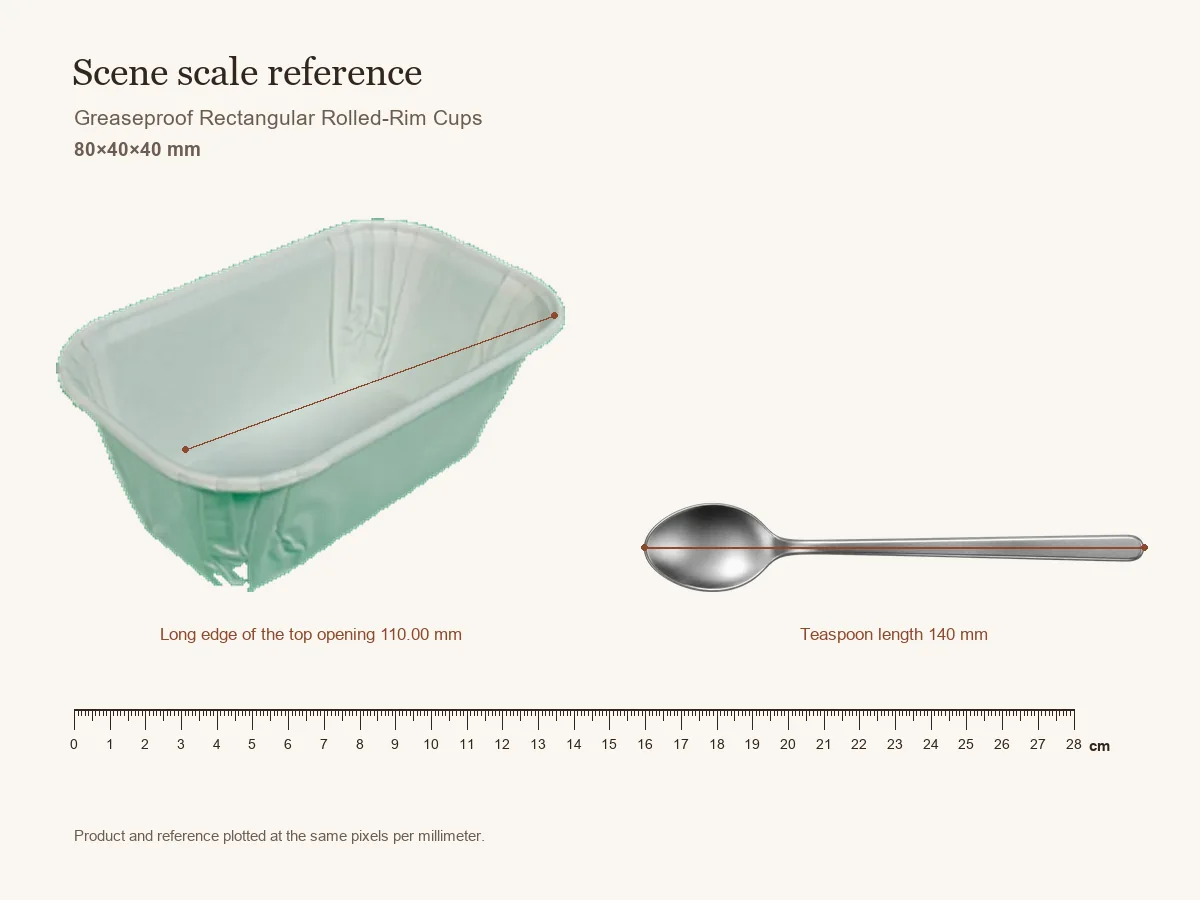 Scene scale reference
Greaseproof Rectangular Rolled-Rim Cups
80×40×40 mm
Long edge of the top opening 110.00 mm
Teaspoon length 140 mm
0 1 2 3 4 5 6 7 8 9 10 11 12 13 14 15 16 17 18 19 20 21 22 23 24 25 26 27 28 cm
Product and reference plotted at the same pixels per millimeter.